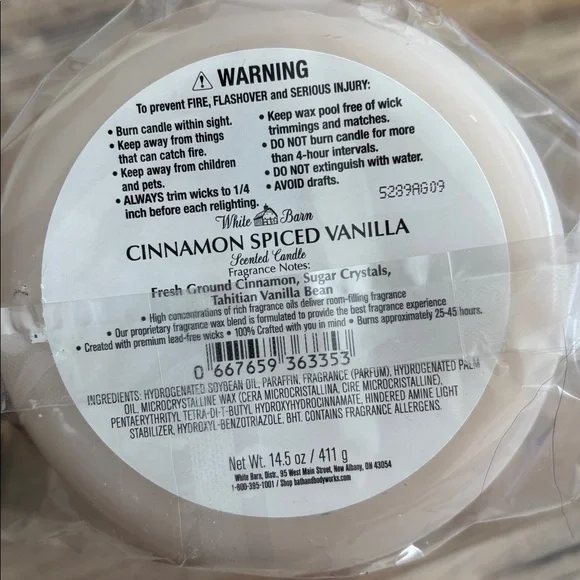 ⚠ WARNING
To prevent FIRE, FLASHOVER and SERIOUS INJURY:
• Burn candle within sight.
• Keep away from things
that can catch fire.
• Keep away from children
and pets.
• ALWAYS trim wicks to 1/4
inch before each relighting.
• Keep wax pool free of wick
trimmings and matches.
• DO NOT burn candle for more
than 4-hour intervals.
• DO NOT extinguish with water.
• AVOID drafts.
5289AG09
White Barn
CINNAMON SPICED VANILLA
Scented Candle
Fragrance Notes:
Fresh Ground Cinnamon, Sugar Crystals,
Tahitian Vanilla Bean
• High concentrations of rich fragrance oils deliver room-filling fragrance
• Our proprietary fragrance wax blend is formulated to provide the best fragrance experience
• Created with premium lead-free wicks • 100% Crafted with you in mind • Burns approximately 25-45 hours.
0 667659 363353
INGREDIENTS: HYDROGENATED SOYBEAN OIL, PARAFFIN, FRAGRANCE (PARFUM), HYDROGENATED PALM
OIL, MICROCRYSTALLINE WAX (CERA MICROCRISTALLINA, CIRE MICROCRISTALLINE),
PENTAERYTHRITYL TETRA-DI-T-BUTYL HYDROXYHYDROCINNAMATE, HINDERED AMINE LIGHT
STABILIZER, HYDROXYL-BENZOTRIAZOLE, BHT. CONTAINS FRAGRANCE ALLERGENS.
Net Wt. 14.5 oz / 411 g
White Barn, Distr., 95 West Main Street, New Albany, OH 43054
1-800-395-1001 / Shop bathandbodyworks.com